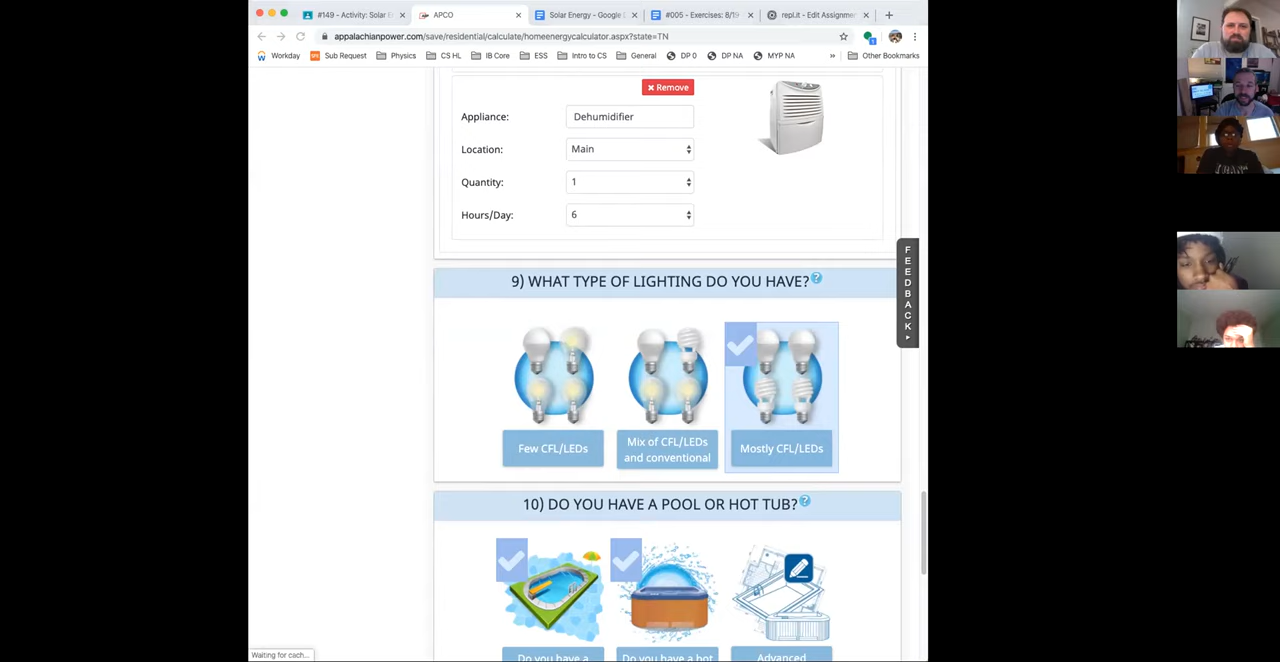 #149 - Activity: Solar E
APCO
Solar Energy - Google D
#005 - Exercises: 8/19
repl.it - Edit Assignme
appalachianpower.com/save/residential/calculate/homeenergycalculator.aspx?state=TN
Workday
Sub Request
Physics
CS HL
IB Core
ESS
Intro to CS
General
DP 0
DP NA
MYP NA
»
Other Bookmarks
Remove
Appliance:
Dehumidifier
Location:
Main
Quantity:
1
Hours/Day:
6
FEEDBACK
9) WHAT TYPE OF LIGHTING DO YOU HAVE?
Few CFL/LEDs
Mix of CFL/LEDs
and conventional
Mostly CFL/LEDs
10) DO YOU HAVE A POOL OR HOT TUB?
Do you have a
Do you have a hot
Advanced
Waiting for cach...